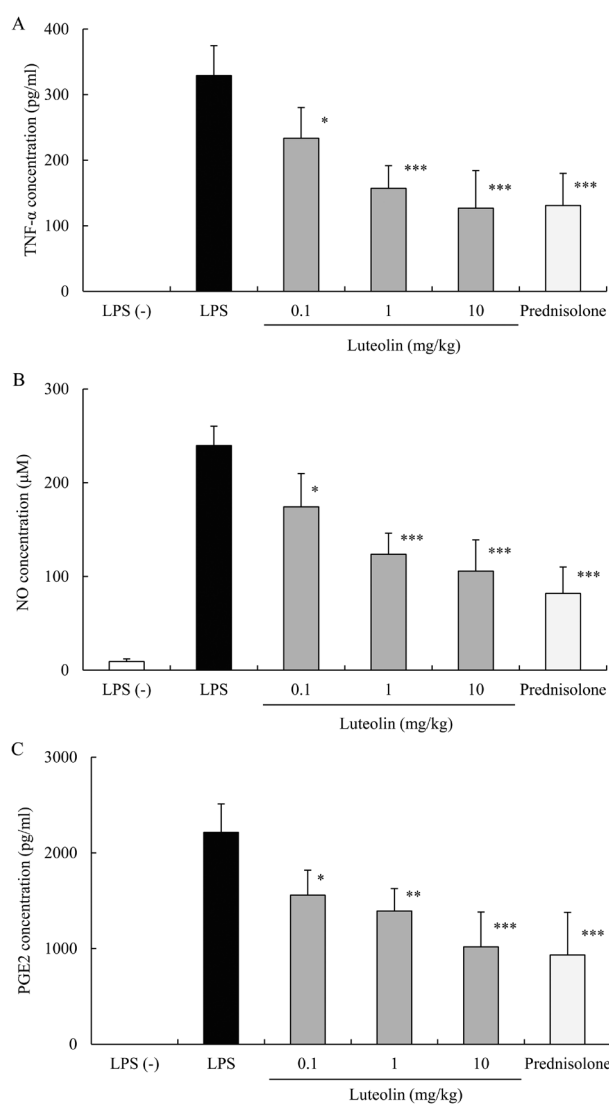 A
TNF-α concentration (pg/ml)
400
300
200
100
0
*
***
***
***
LPS (-) LPS 0.1 1 10 Prednisolone
Luteolin (mg/kg)
B
NO concentration (μM)
300
200
100
0
*
***
***
***
LPS (-) LPS 0.1 1 10 Prednisolone
Luteolin (mg/kg)
C
PGE2 concentration (pg/ml)
3000
2000
1000
0
*
**
***
***
LPS (-) LPS 0.1 1 10 Prednisolone
Luteolin (mg/kg)